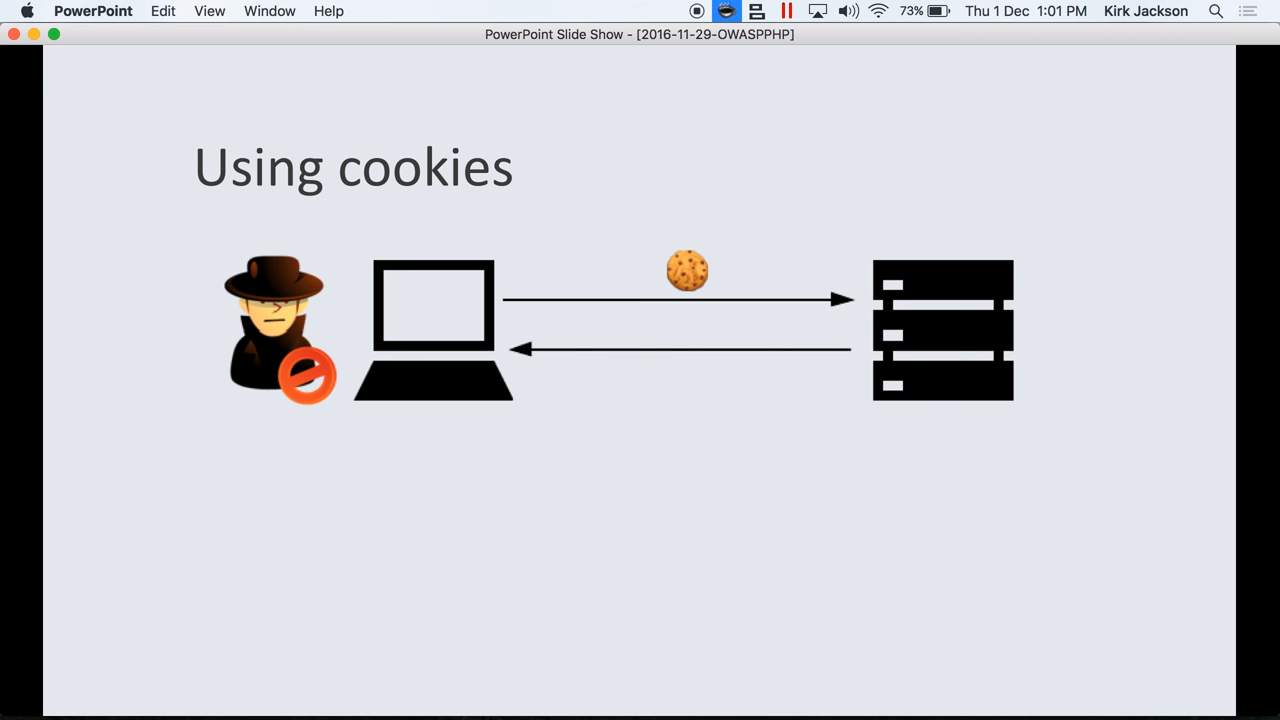 PowerPoint Edit View Window Help 73% Thu 1 Dec 1:01 PM Kirk Jackson
PowerPoint Slide Show - [2016-11-29-OWASPPHP]
Using cookies